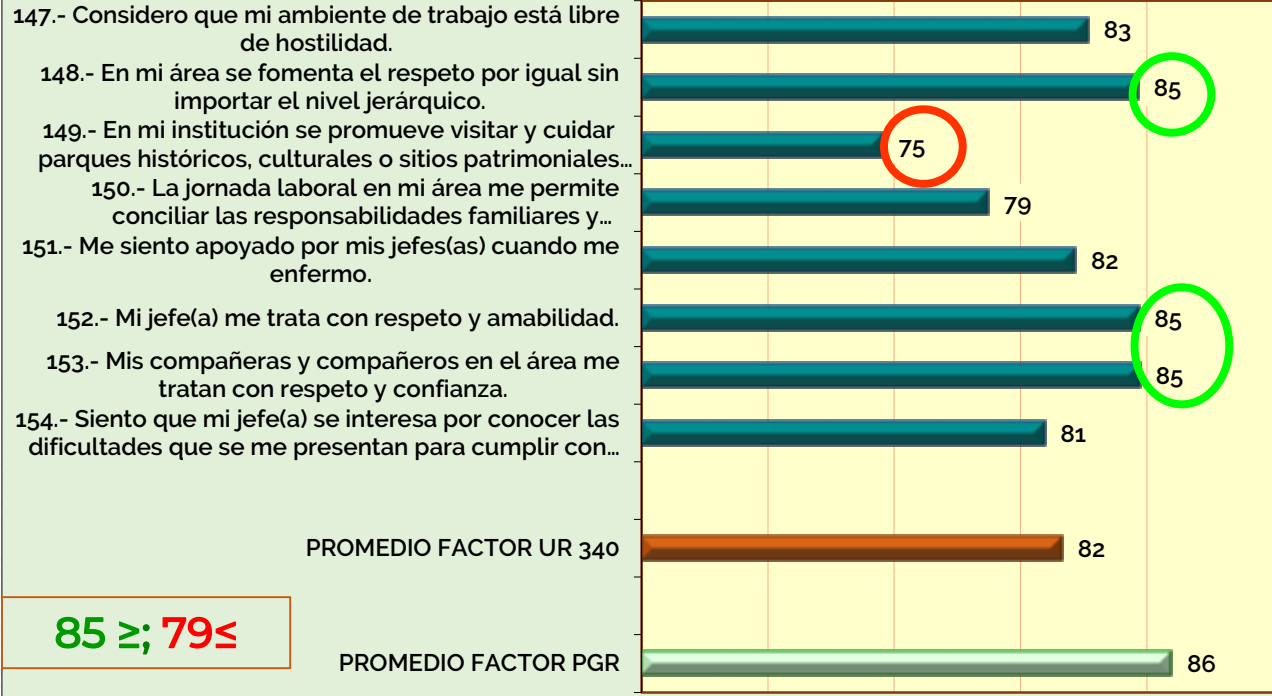 147.- Considero que mi ambiente de trabajo está libre
de hostilidad.
83
148.- En mi área se fomenta el respeto por igual sin
importar el nivel jerárquico.
85
149.- En mi institución se promueve visitar y cuidar
parques históricos, culturales o sitios patrimoniales...
75
150.- La jornada laboral en mi área me permite
conciliar las responsabilidades familiares y...
79
151.- Me siento apoyado por mis jefes(as) cuando me
enfermo.
82
152.- Mi jefe(a) me trata con respeto y amabilidad.
85
153.- Mis compañeras y compañeros en el área me
tratan con respeto y confianza.
85
154.- Siento que mi jefe(a) se interesa por conocer las
dificultades que se me presentan para cumplir con...
81
PROMEDIO FACTOR UR 340
82
85 ≥; 79≤
PROMEDIO FACTOR PGR
86